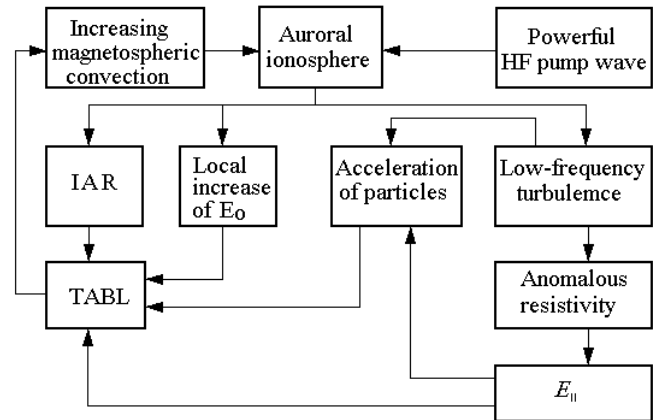 Increasing
magnetospheric
convection
Auroral
ionosphere
Powerful
HF pump wave
IAR
Local
increase
of E₀
Acceleration
of particles
Low-frequency
turbulemce
TABL
Anomalous
resistivity
E॥